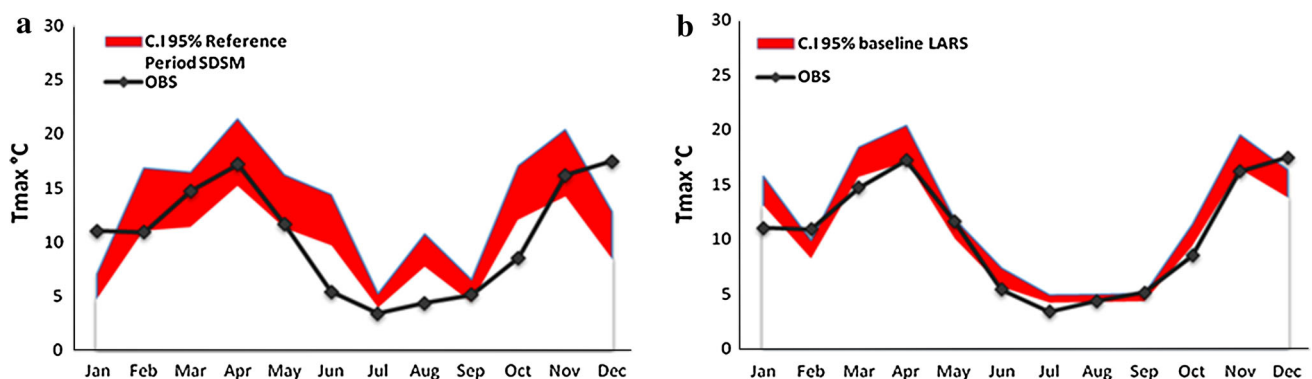 a
30
25
20
15
10
5
0
Tmax °C
C.I 95% Reference
Period SDSM
OBS
Jan Feb Mar Apr May Jun Jul Aug Sep Oct Nov Dec
b
30
25
20
15
10
5
0
Tmax °C
C.I 95% baseline LARS
OBS
Jan Feb Mar Apr May Jun Jul Aug Sep Oct Nov Dec